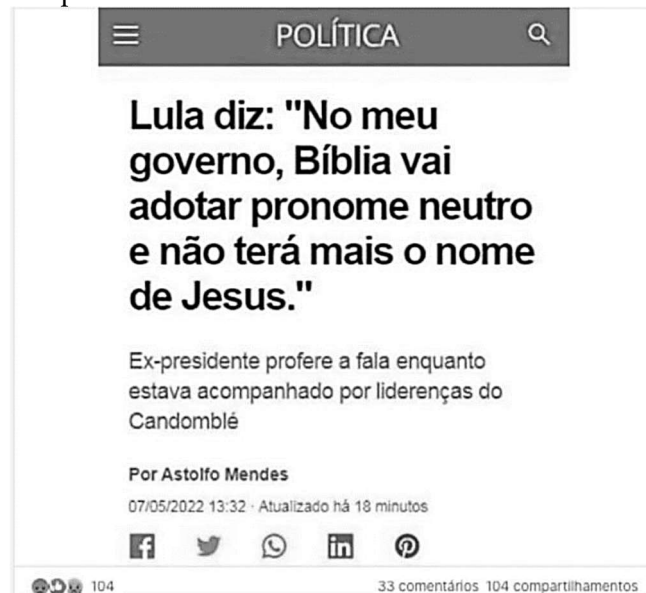 POLÍTICA
Lula diz: "No meu
governo, Bíblia vai
adotar pronome neutro
e não terá mais o nome
de Jesus."
Ex-presidente profere a fala enquanto
estava acompanhado por liderenças do
Candomblé
Por Astolfo Mendes
07/05/2022 13:32 · Atualizado há 18 minutos
104 33 comentários 104 compartilhamentos